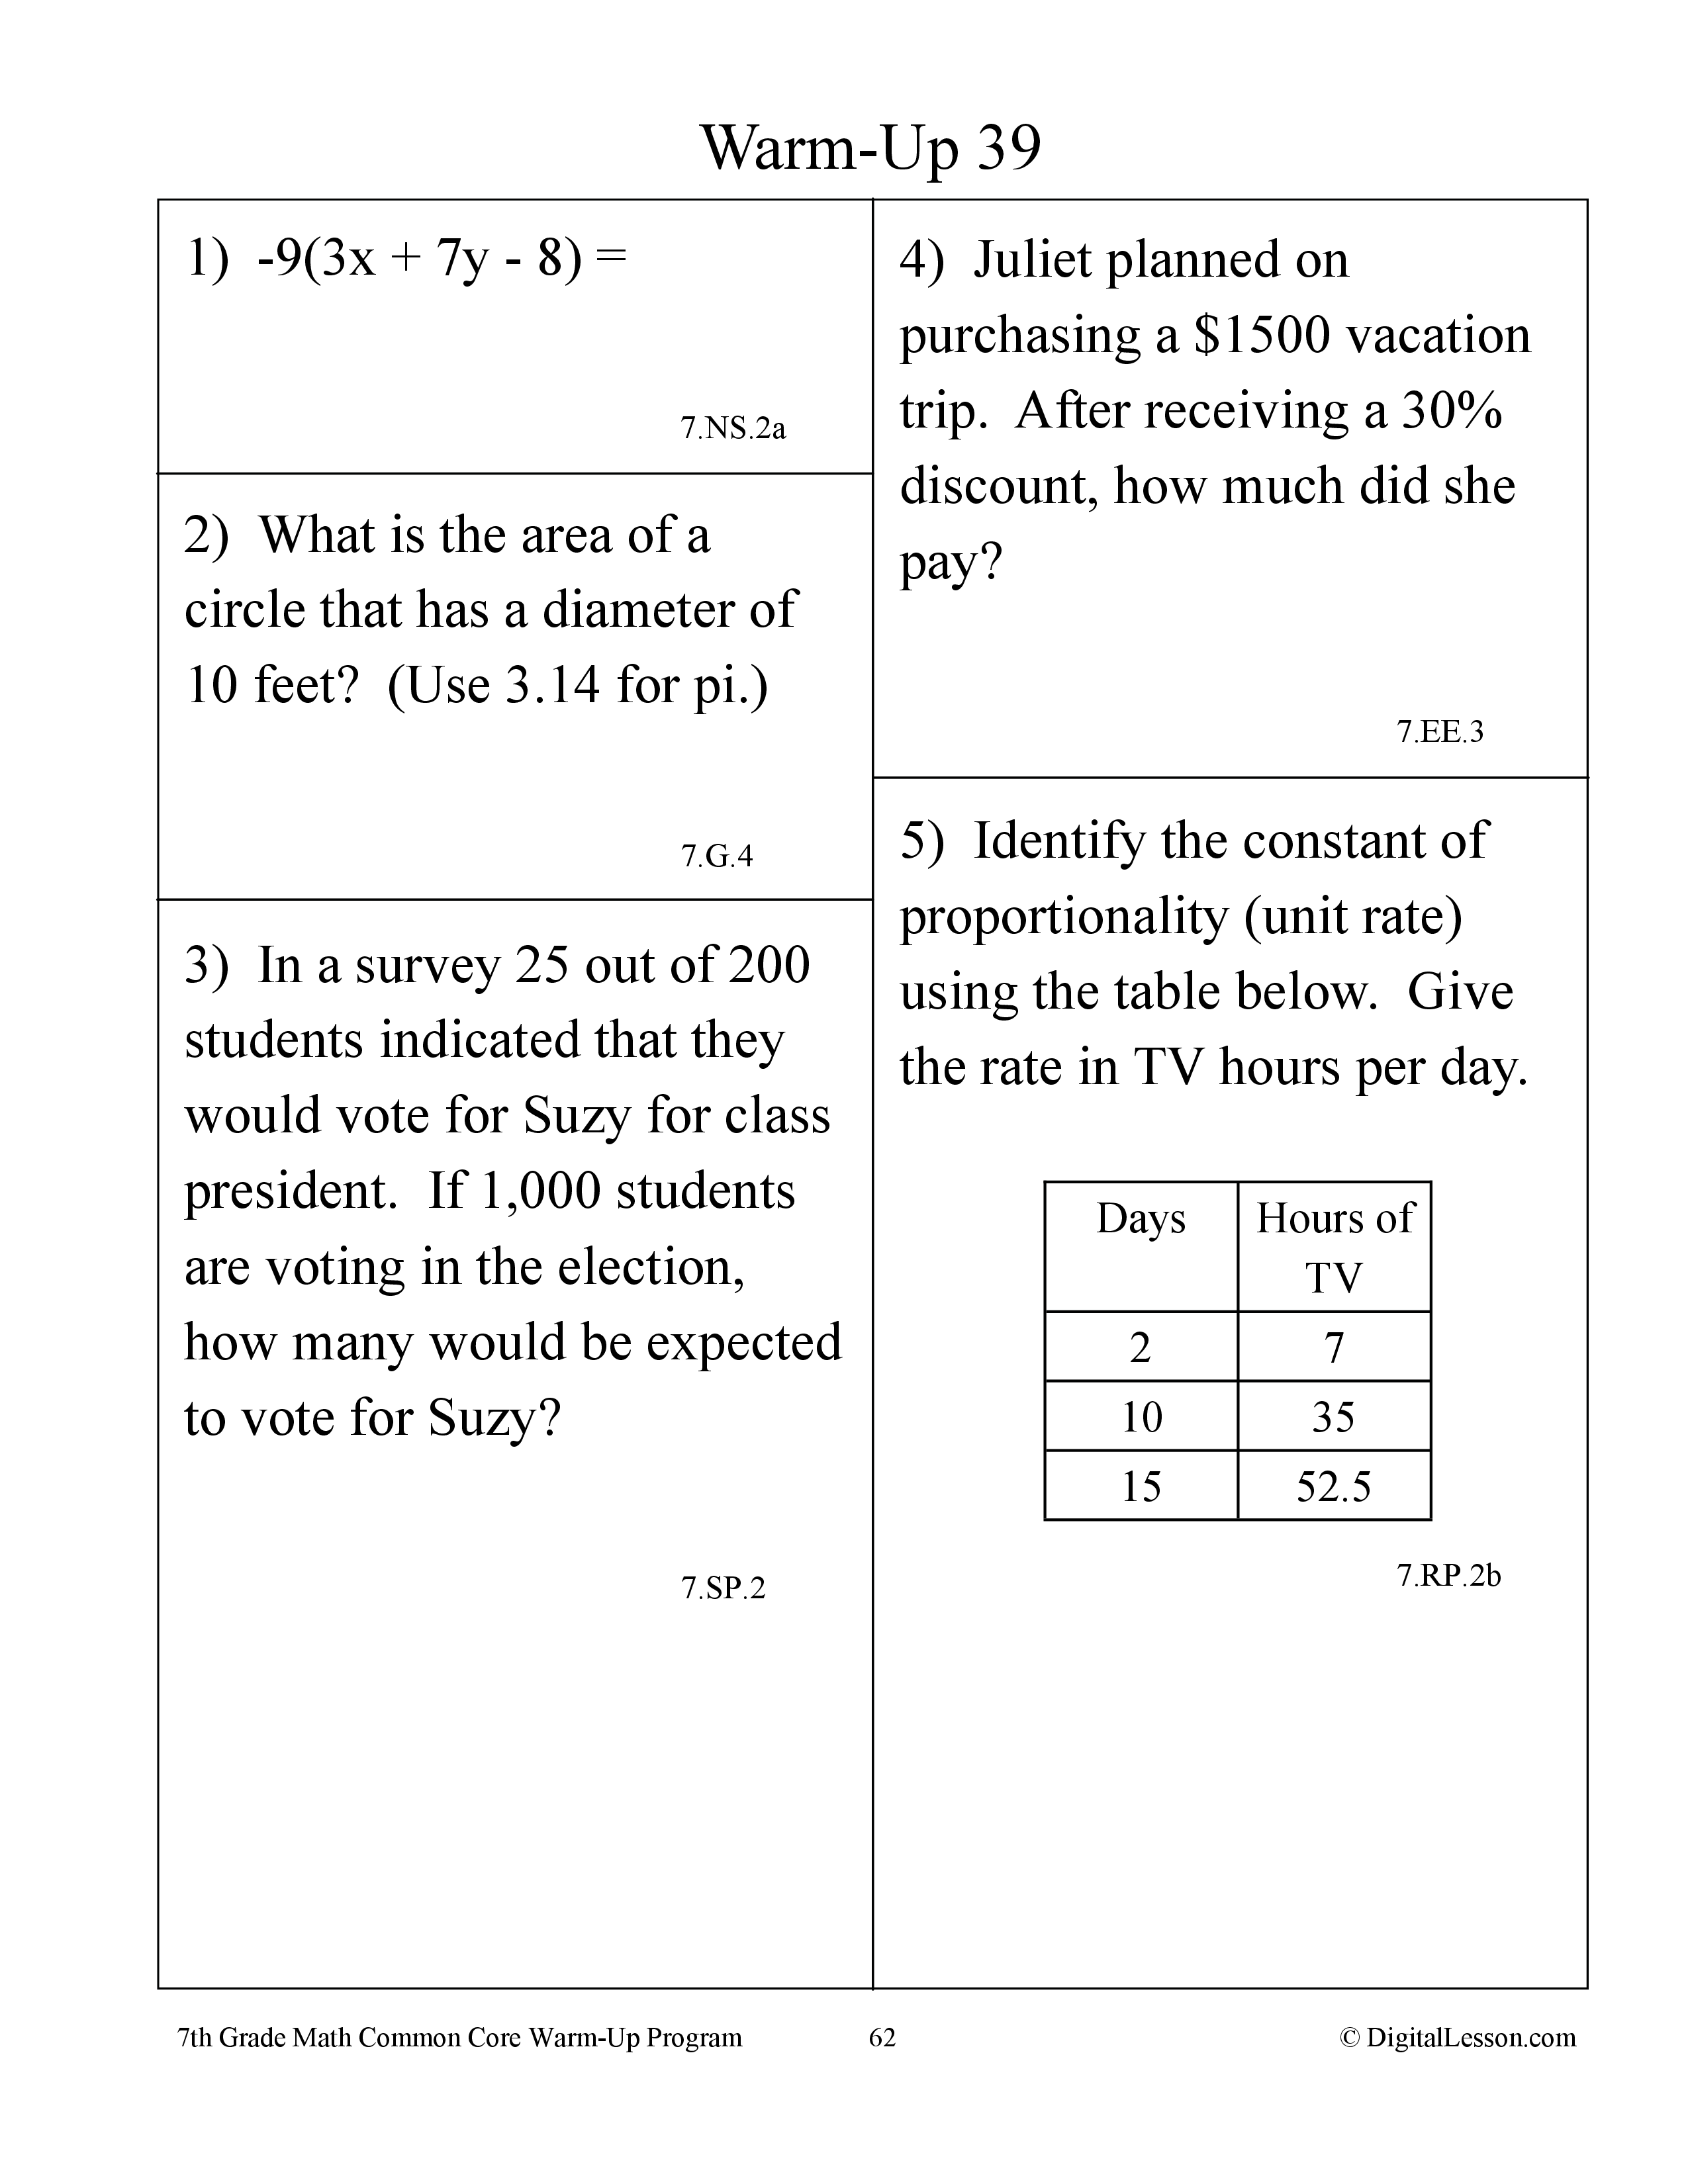 Warm-Up 39
1)  -9(3x + 7y - 8) =
7.NS.2a
2)  What is the area of a
circle that has a diameter of
10 feet?  (Use 3.14 for pi.)
7.G.4
3)  In a survey 25 out of 200
students indicated that they
would vote for Suzy for class
president.  If 1,000 students
are voting in the election,
how many would be expected
to vote for Suzy?
7.SP.2
4)  Juliet planned on
purchasing a $1500 vacation
trip.  After receiving a 30%
discount, how much did she
pay?
7.EE.3
5)  Identify the constant of
proportionality (unit rate)
using the table below.  Give
the rate in TV hours per day.
Days Hours of
TV
2 7
10 35
15 52.5
7.RP.2b
7th Grade Math Common Core Warm-Up Program 62 © DigitalLesson.com